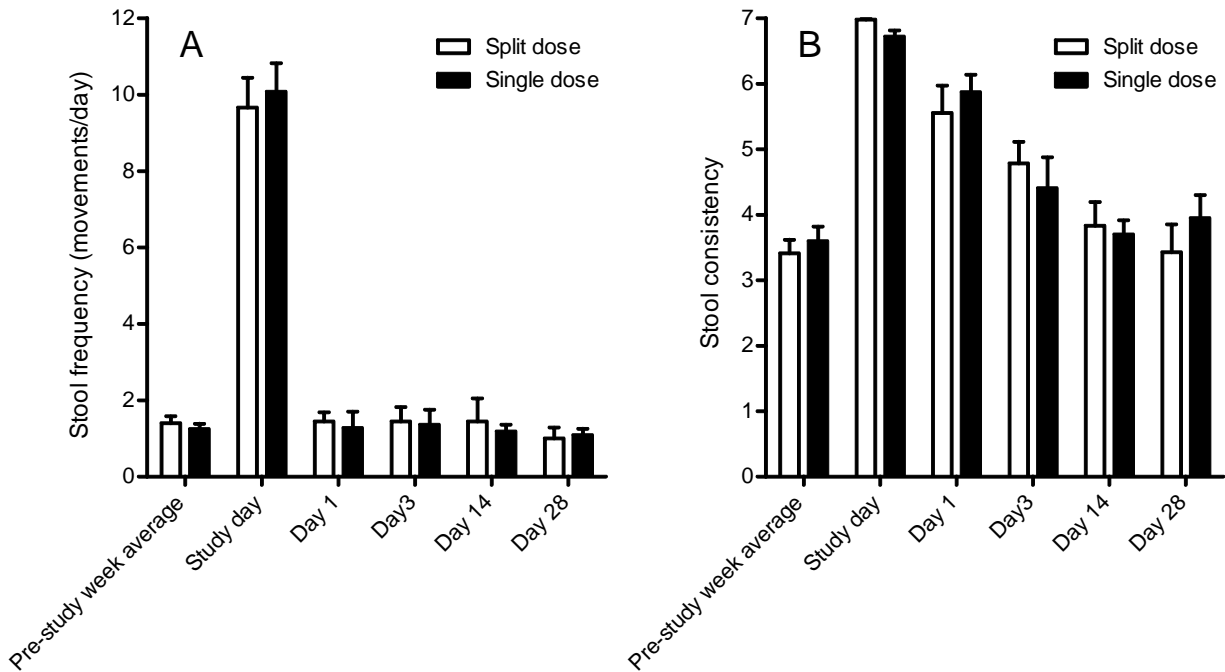 A
Split dose
Single dose
Stool frequency (movements/day)
12
10
8
6
4
2
0
Pre-study week average
Study day
Day 1
Day3
Day 14
Day 28
B
Split dose
Single dose
Stool consistency
7
6
5
4
3
2
1
0
Pre-study week average
Study day
Day 1
Day3
Day 14
Day 28